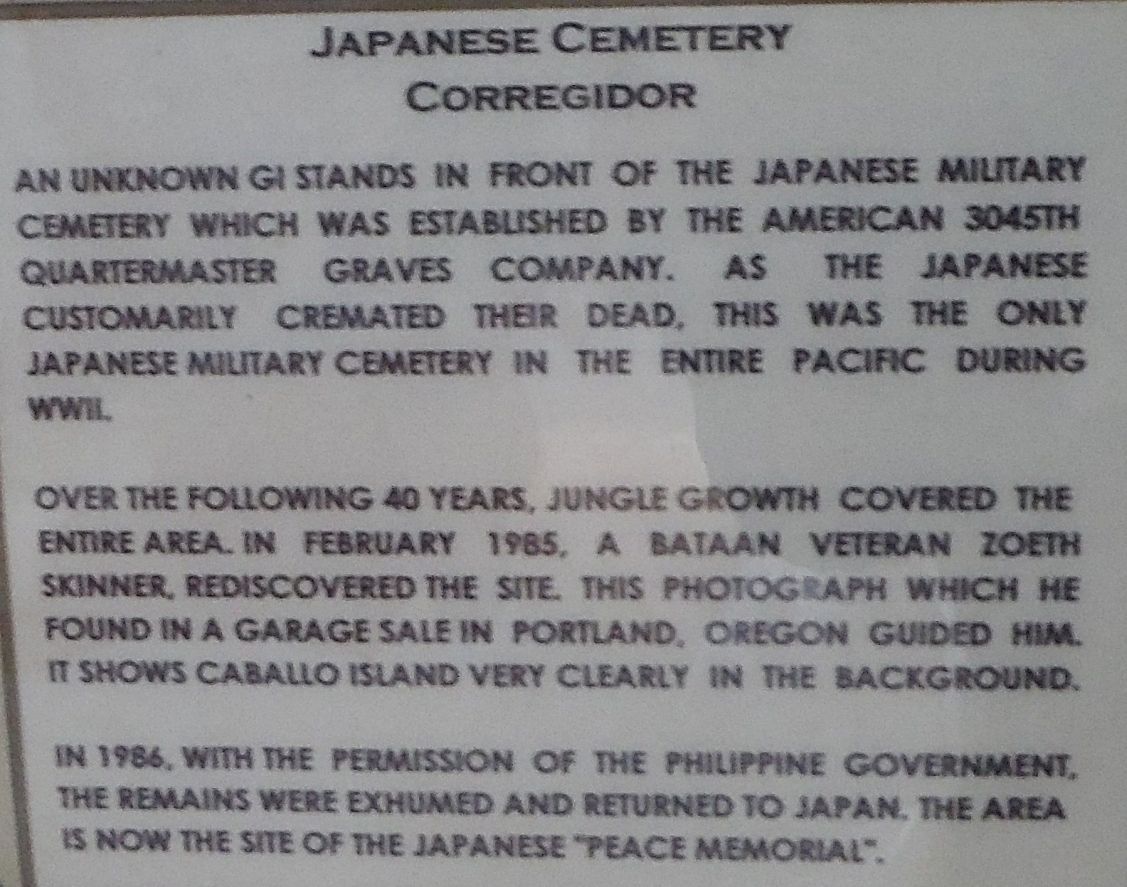 JAPANESE CEMETERY
CORREGIDOR
AN UNKNOWN GI STANDS IN FRONT OF THE JAPANESE MILITARY
CEMETERY WHICH WAS ESTABLISHED BY THE AMERICAN 3045TH
QUARTERMASTER GRAVES COMPANY. AS THE JAPANESE
CUSTOMARILY CREMATED THEIR DEAD, THIS WAS THE ONLY
JAPANESE MILITARY CEMETERY IN THE ENTIRE PACIFIC DURING
WWII.
OVER THE FOLLOWING 40 YEARS, JUNGLE GROWTH COVERED THE
ENTIRE AREA. IN FEBRUARY 1985, A BATAAN VETERAN ZOETH
SKINNER, REDISCOVERED THE SITE. THIS PHOTOGRAPH WHICH HE
FOUND IN A GARAGE SALE IN PORTLAND, OREGON GUIDED HIM.
IT SHOWS CABALLO ISLAND VERY CLEARLY IN THE BACKGROUND.
IN 1986, WITH THE PERMISSION OF THE PHILIPPINE GOVERNMENT,
THE REMAINS WERE EXHUMED AND RETURNED TO JAPAN. THE AREA
IS NOW THE SITE OF THE JAPANESE "PEACE MEMORIAL".